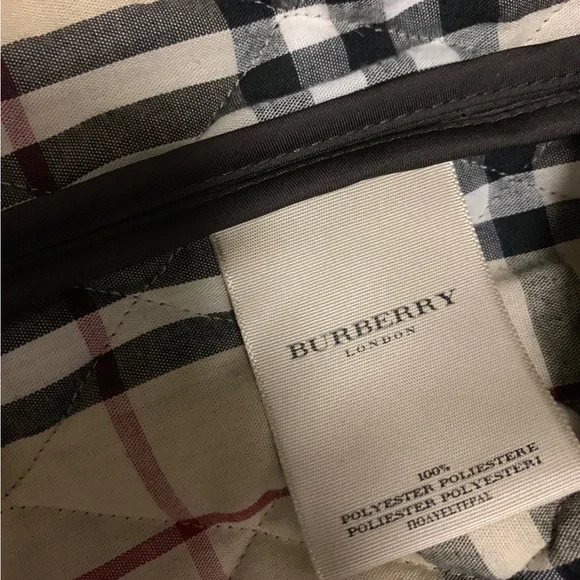 BURBERRY
LONDON
100%
POLYESTER POLIESTERE
POLIESTER POLYESTERI
ΠΟΛΥΕΣΤΕΡΑΣ